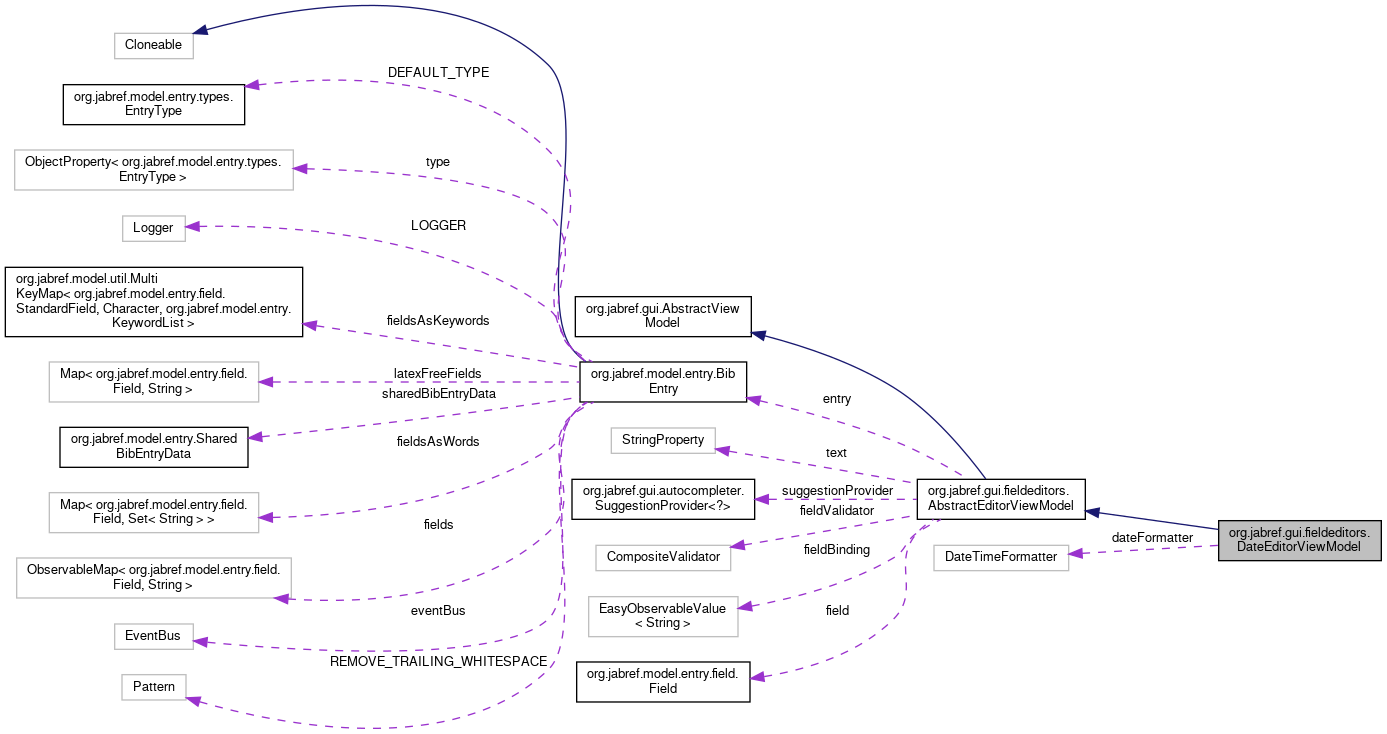 Cloneable
DEFAULT_TYPE
org.jabref.model.entry.types.
EntryType
ObjectProperty< org.jabref.model.entry.types.
EntryType >
type
Logger
LOGGER
org.jabref.model.util.Multi
KeyMap< org.jabref.model.entry.field.
StandardField, Character, org.jabref.model.entry.
KeywordList >
fieldsAsKeywords
Map< org.jabref.model.entry.field.
Field, String >
latexFreeFields
sharedBibEntryData
org.jabref.model.entry.Shared
BibEntryData
fieldsAsWords
Map< org.jabref.model.entry.field.
Field, Set< String > >
fields
ObservableMap< org.jabref.model.entry.field.
Field, String >
eventBus
EventBus
REMOVE_TRAILING_WHITESPACE
Pattern
org.jabref.gui.AbstractView
Model
org.jabref.model.entry.Bib
Entry
entry
StringProperty
text
org.jabref.gui.autocompleter.
SuggestionProvider<?>
suggestionProvider
fieldValidator
CompositeValidator
fieldBinding
EasyObservableValue
< String >
field
org.jabref.model.entry.field.
Field
org.jabref.gui.fieldeditors.
AbstractEditorViewModel
DateTimeFormatter
dateFormatter
org.jabref.gui.fieldeditors.
DateEditorViewModel